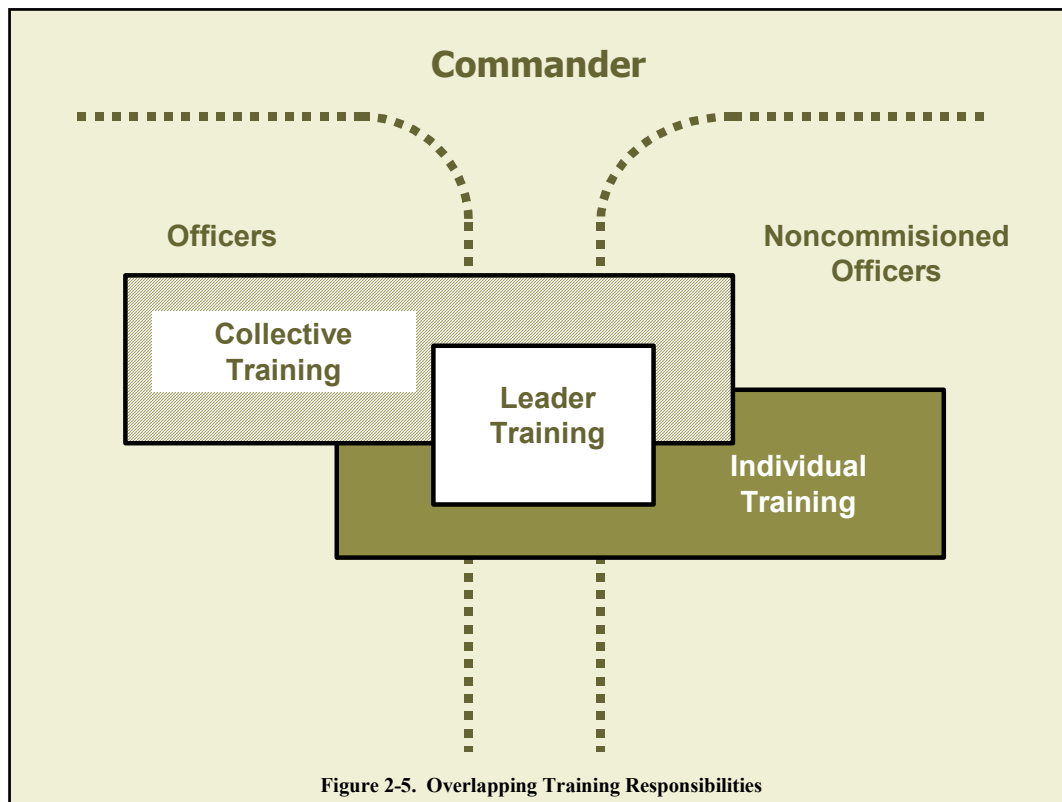 Commander
Officers
Noncommisioned
Officers
Collective
Training
Leader
Training
Individual
Training
Figure 2-5. Overlapping Training Responsibilities